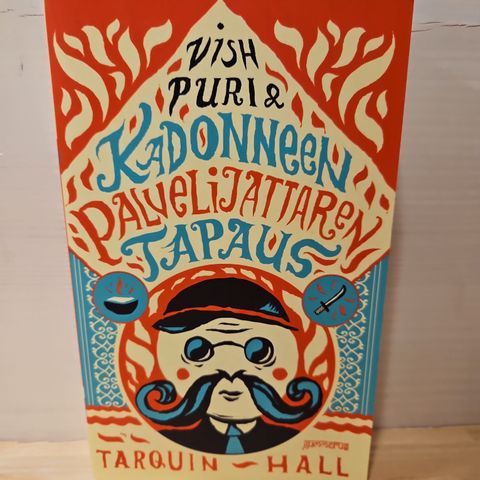 VISH
PURI &
KADONNEEN
PALVELIJATTAREN
TAPAUS
TARQUIN - HALL